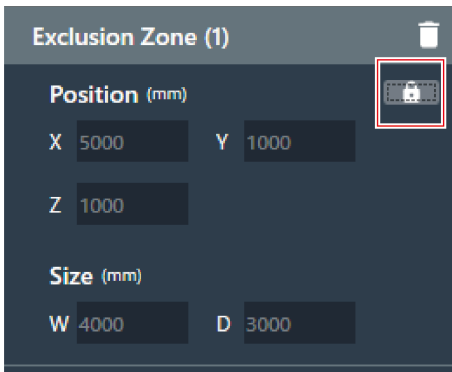 Exclusion Zone (1)
Position (mm)
X 5000 Y 1000
Z 1000
Size (mm)
W 4000 D 3000